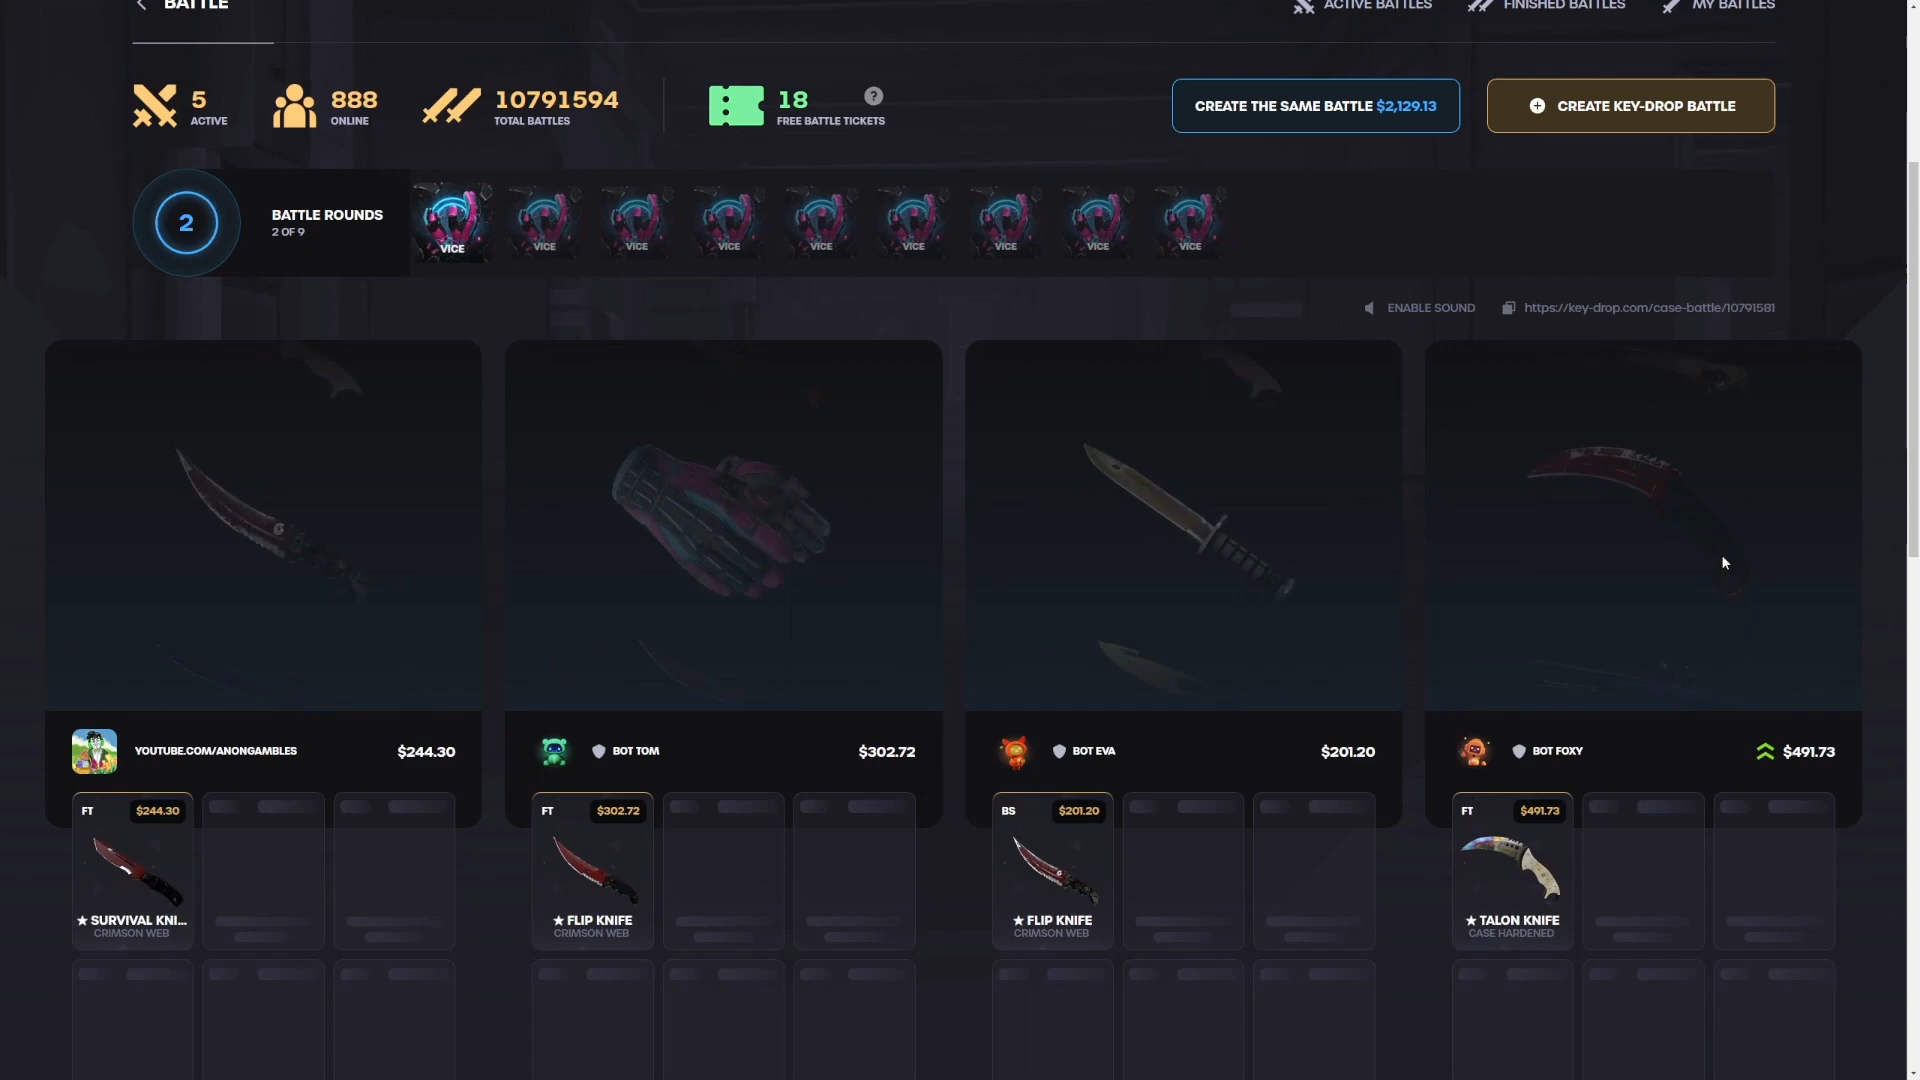 BATTLE
ACTIVE BATTLES
FINISHED BATTLES
MY BATTLES
5
ACTIVE
888
ONLINE
10791594
TOTAL BATTLES
18
FREE BATTLE TICKETS
?
CREATE THE SAME BATTLE $2,129.13
CREATE KEY-DROP BATTLE
2
BATTLE ROUNDS
2 OF 9
VICE
VICE
VICE
VICE
VICE
VICE
VICE
VICE
VICE
ENABLE SOUND
https://key-drop.com/case-battle/10791581
YOUTUBE.COM/ANONGAMBLES
$244.30
BOT TOM
$302.72
BOT EVA
$201.20
BOT FOXY
$491.73
FT
$244.30
★ SURVIVAL KNI...
CRIMSON WEB
FT
$302.72
★ FLIP KNIFE
CRIMSON WEB
BS
$201.20
★ FLIP KNIFE
CRIMSON WEB
FT
$491.73
★ TALON KNIFE
CASE HARDENED